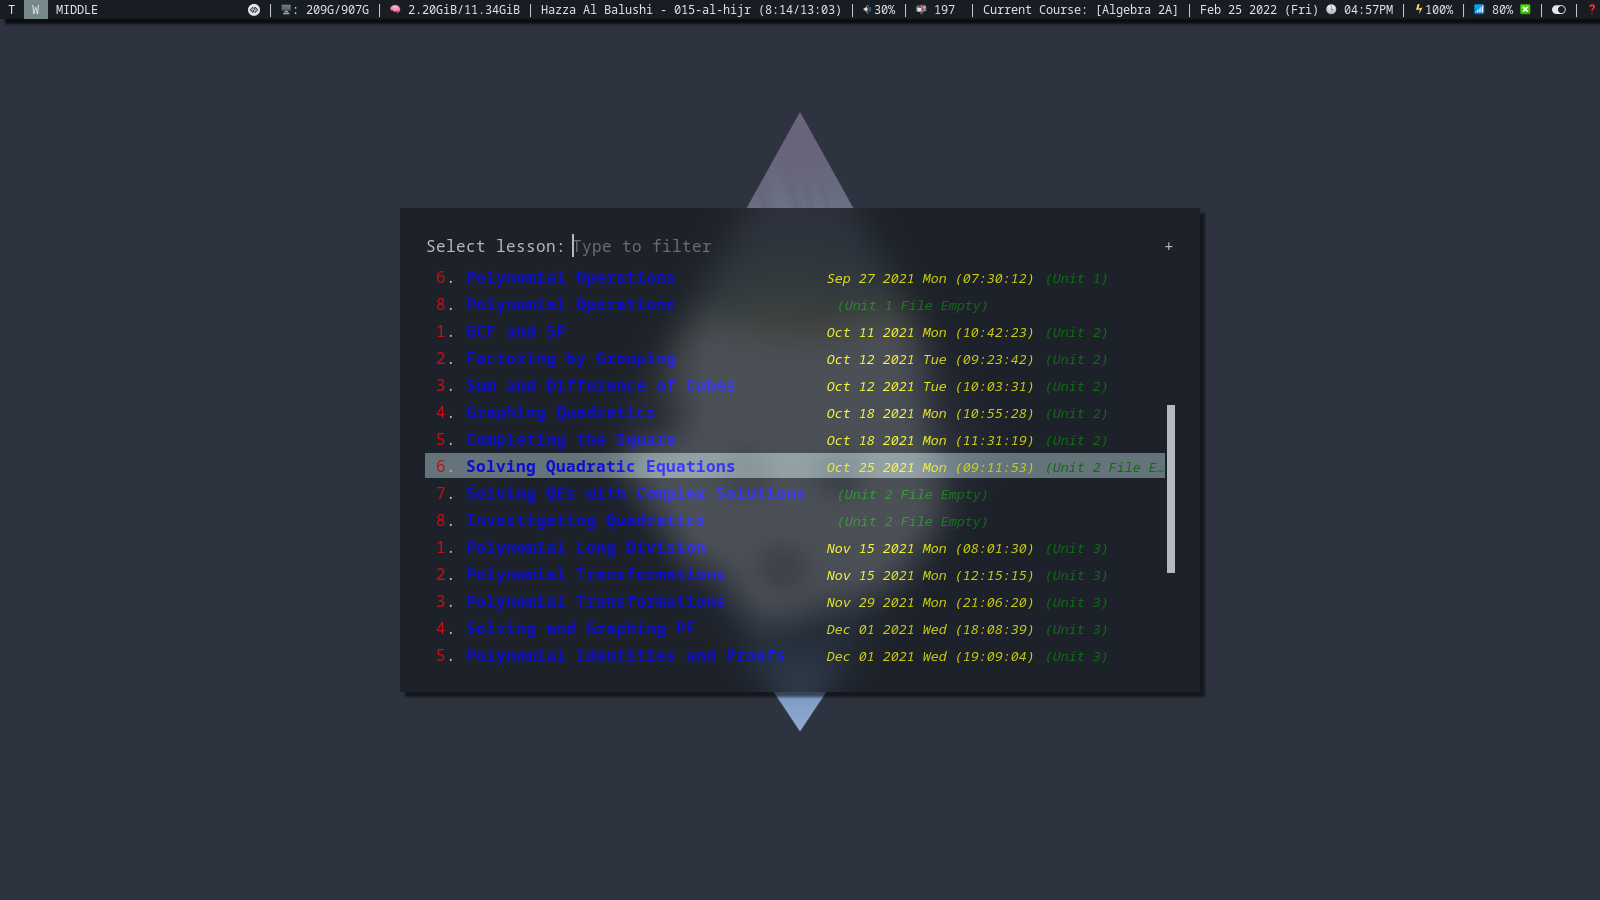 T W MIDDLE | : 209G/907G | 2.20GiB/11.34GiB | Hazza Al Balushi - 015-al-hijr (8:14/13:03) | 30% | 197 | Current Course: [Algebra 2A] | Feb 25 2022 (Fri) 04:57PM | 100% | 80% | | ?
Select lesson: Type to filter +
6. Polynomial Operations Sep 27 2021 Mon (07:30:12) (Unit 1)
8. Polynomial Operations (Unit 1 File Empty)
1. GCF and SP Oct 11 2021 Mon (10:42:23) (Unit 2)
2. Factoring by Grouping Oct 12 2021 Tue (09:23:42) (Unit 2)
3. Sum and Difference of Cubes Oct 12 2021 Tue (10:03:31) (Unit 2)
4. Graphing Quadratics Oct 18 2021 Mon (10:55:28) (Unit 2)
5. Completing the Square Oct 18 2021 Mon (11:31:19) (Unit 2)
6. Solving Quadratic Equations Oct 25 2021 Mon (09:11:53) (Unit 2 File E…
7. Solving QEs with Complex Solutions (Unit 2 File Empty)
8. Investigating Quadratics (Unit 2 File Empty)
1. Polynomial Long Division Nov 15 2021 Mon (08:01:30) (Unit 3)
2. Polynomial Transformations Nov 15 2021 Mon (12:15:15) (Unit 3)
3. Polynomial Transformations Nov 29 2021 Mon (21:06:20) (Unit 3)
4. Solving and Graphing PF Dec 01 2021 Wed (18:08:39) (Unit 3)
5. Polynomial Identities and Proofs Dec 01 2021 Wed (19:09:04) (Unit 3)